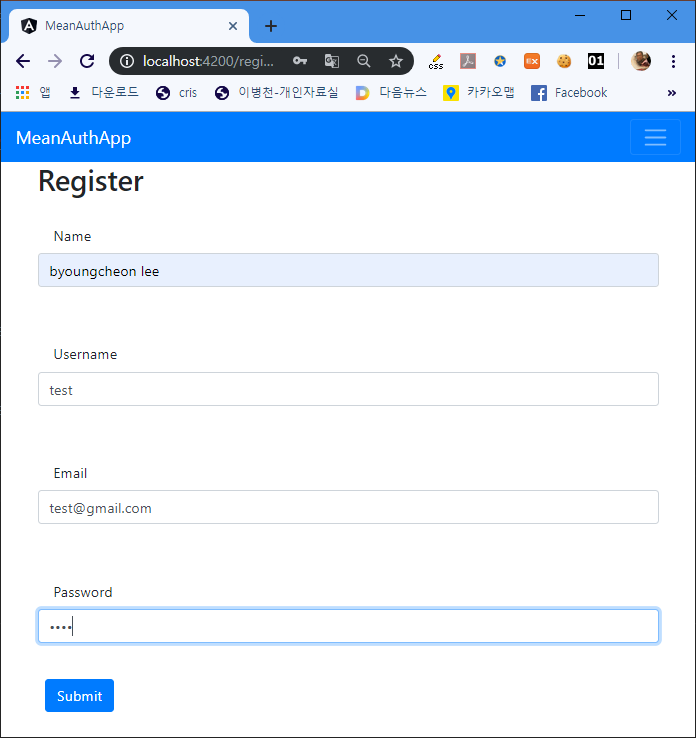 MeanAuthApp
localhost:4200/regi...
css
EX
01
앱 다운로드 cris 이병천-개인자료실 다음뉴스 카카오맵 Facebook »
MeanAuthApp
Register
Name
byoungcheon lee
Username
test
Email
test@gmail.com
Password
••••
Submit